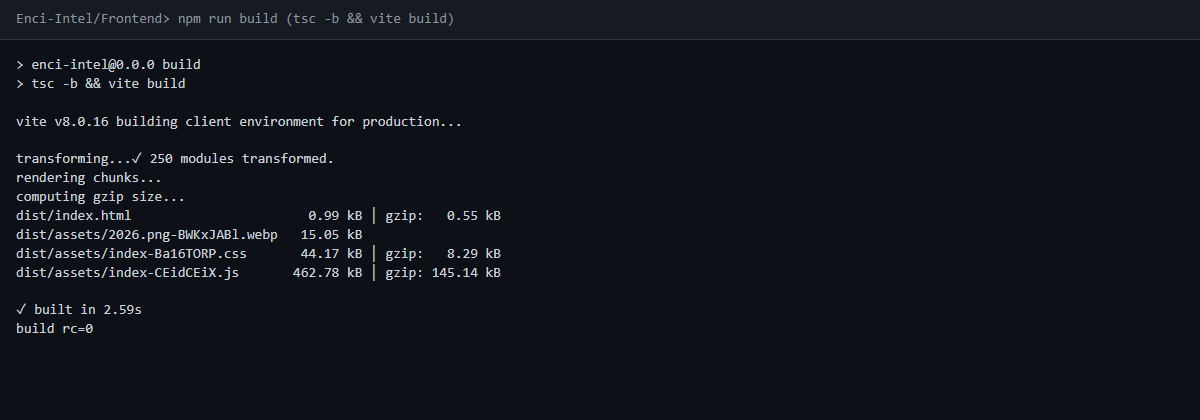 Enci-Intel/Frontend> npm run build (tsc -b && vite build)
> enci-intel@0.0.0 build
> tsc -b && vite build
vite v8.0.16 building client environment for production...
transforming...✓ 250 modules transformed.
rendering chunks...
computing gzip size...
dist/index.html                       0.99 kB │ gzip:   0.55 kB
dist/assets/2026.png-BWKxJABl.webp   15.05 kB
dist/assets/index-Ba16TORP.css       44.17 kB │ gzip:   8.29 kB
dist/assets/index-CEidCEiX.js       462.78 kB │ gzip: 145.14 kB
✓ built in 2.59s
build rc=0